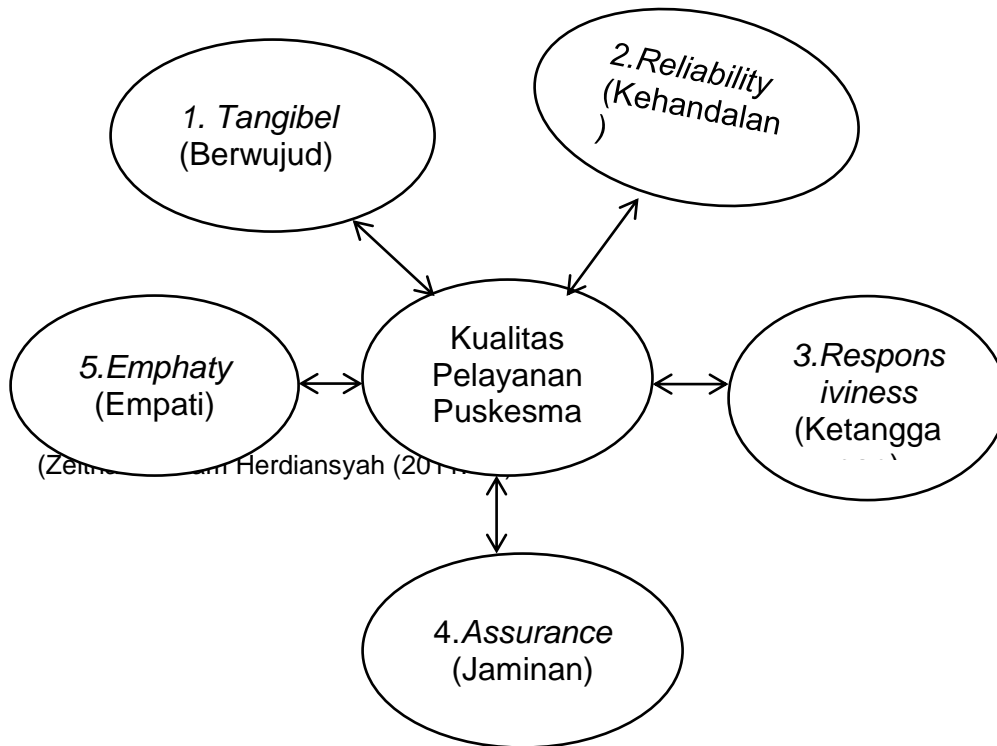 1. Tangibel
(Berwujud)
2.Reliability
(Kehandalan
)
Kualitas
Pelayanan
Puskesma
3.Respons
iviness
(Ketangga
4.Assurance
(Jaminan)
5.Emphaty
(Empati)
Herdiansyah